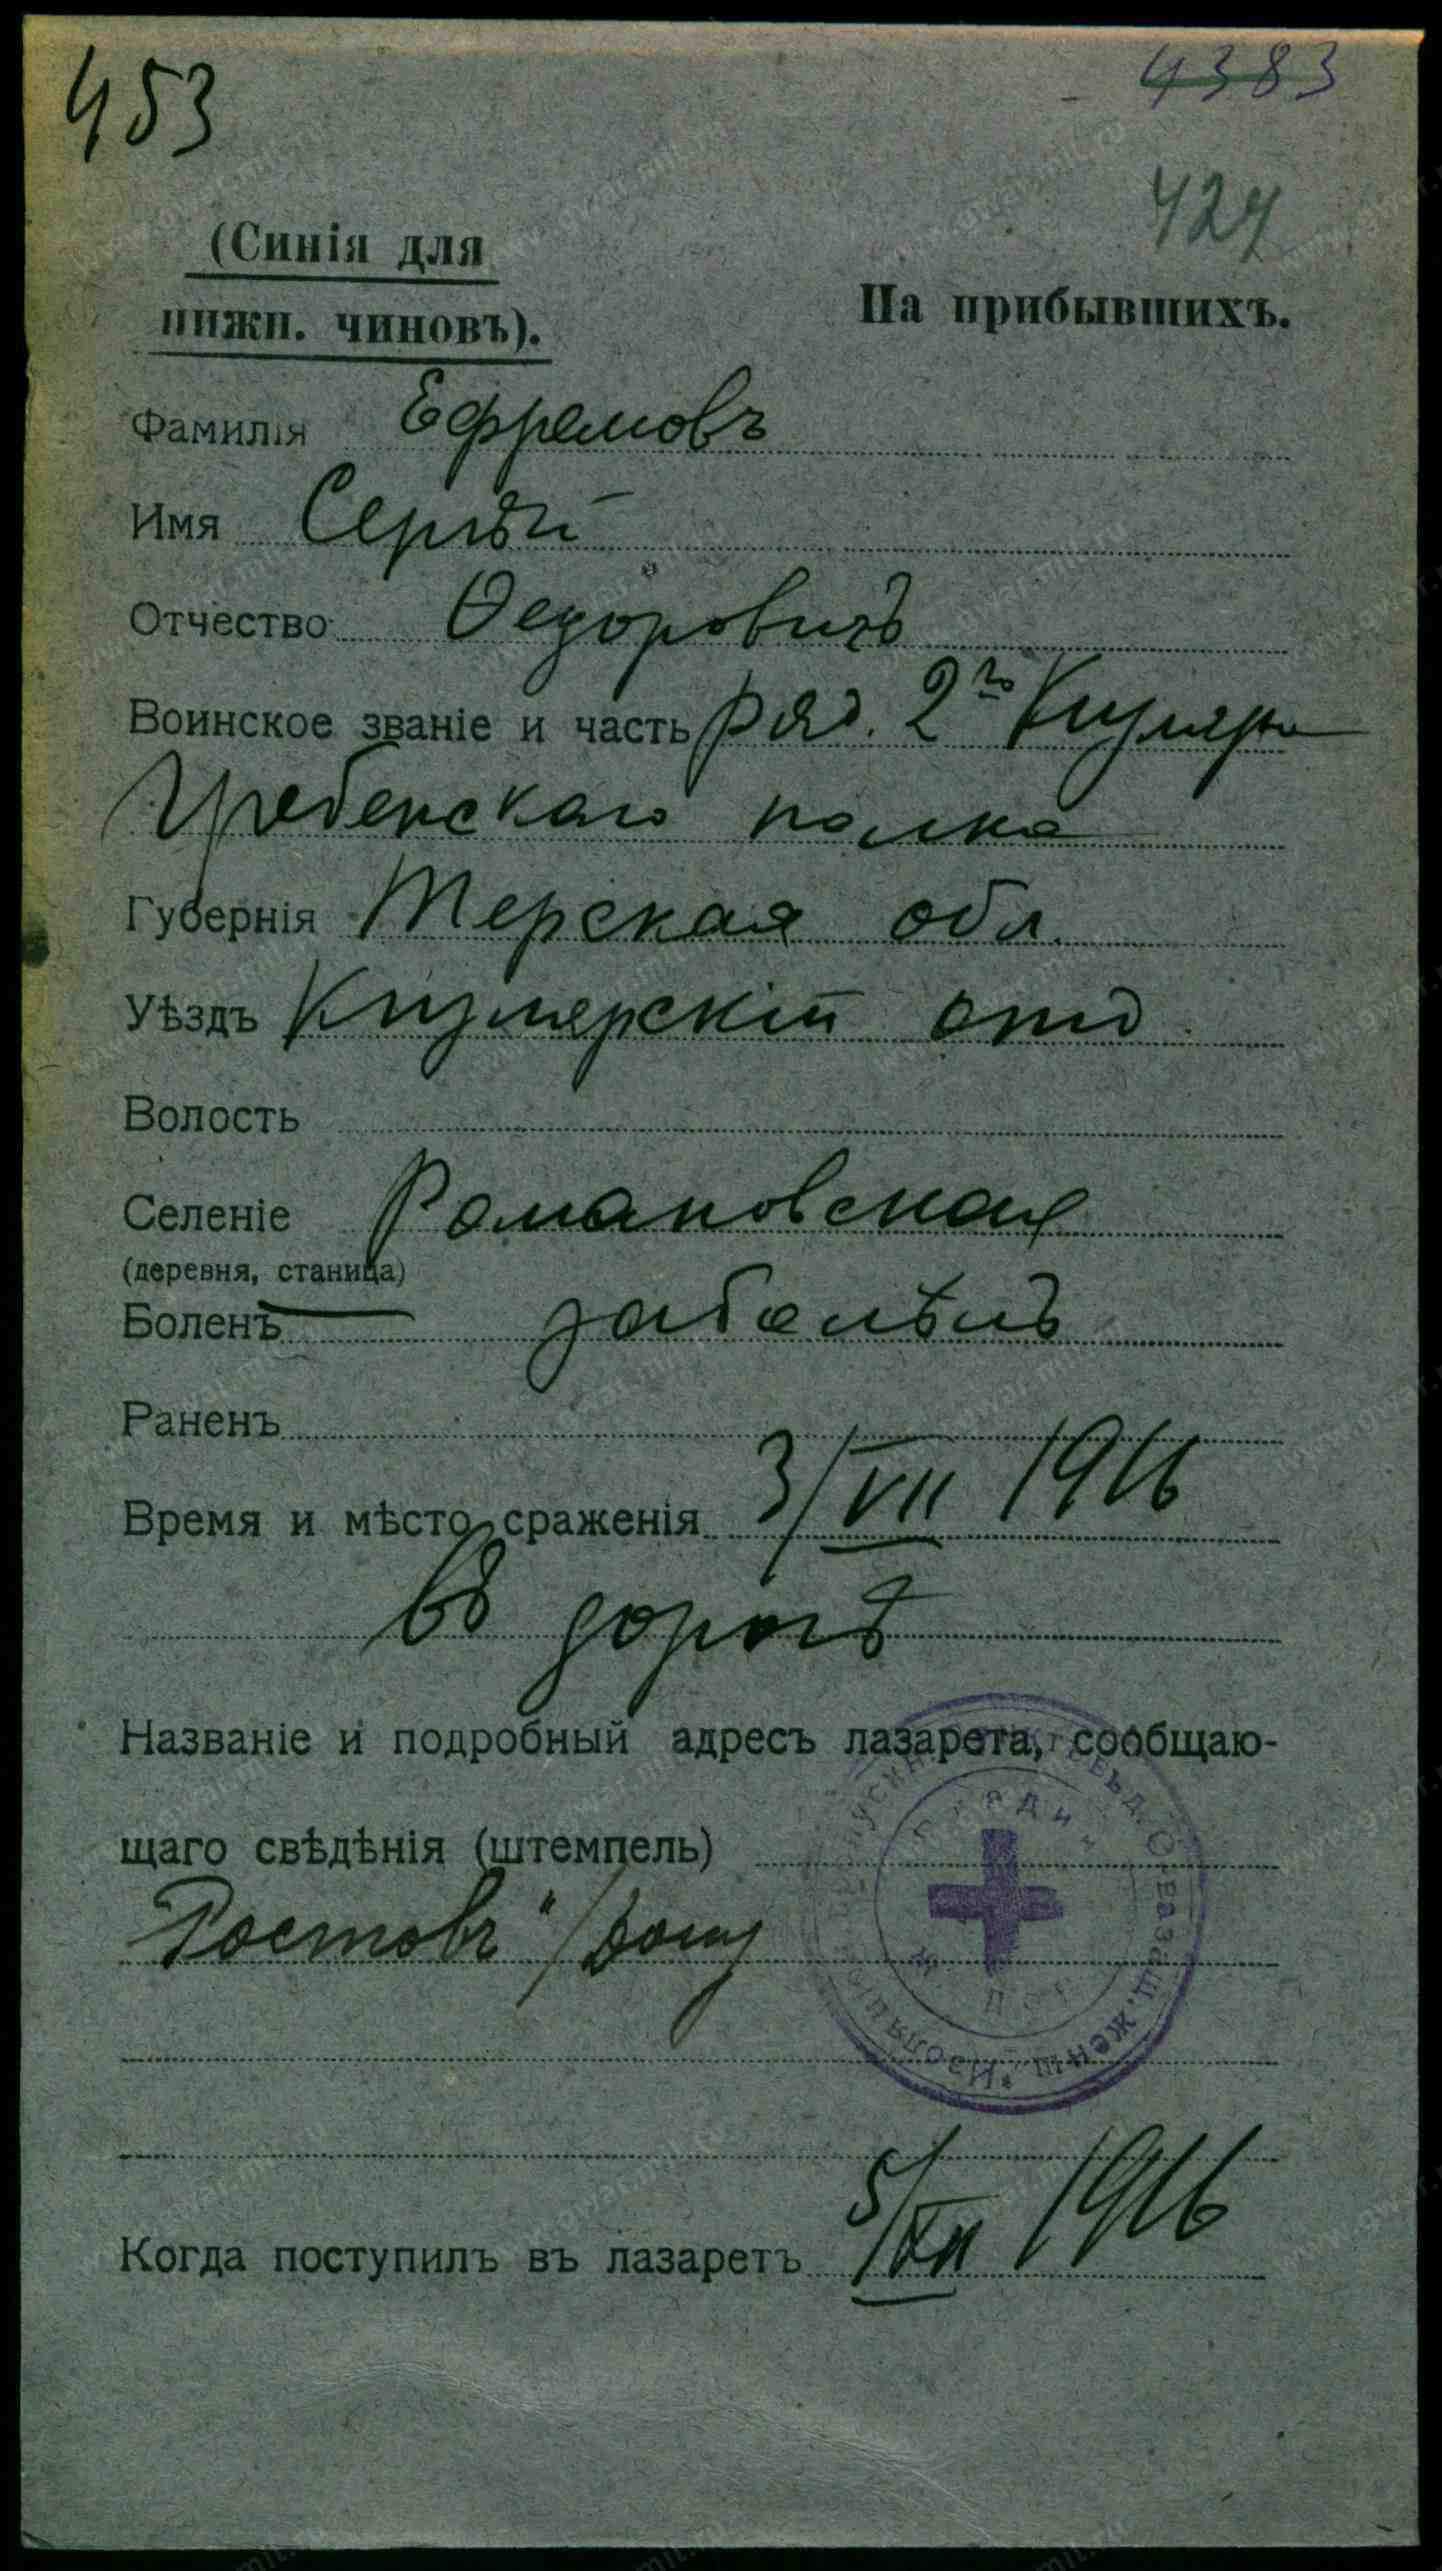 453
4383
424
(Синія для
нижн. чиновъ).
На прибывшихъ.
Фамилія Ефремовъ
Имя Сергѣй
Отчество Ѳедоровичъ
Воинское званіе и часть ряд. 2го Кизляро
Гребенскаго полка
Губернія Терская обл.
Уѣздъ Кизлярскій отд.
Волость
Селеніе Романовская
(деревня, станица)
Боленъ заболѣлъ
Раненъ
Время и мѣсто сраженія 3/VII 1916
въ дорогѣ
Названіе и подробный адресъ лазарета, сообщаю-
щаго свѣдѣнія (штемпель)
Ростовъ н/Дону
Когда поступилъ въ лазаретъ 5/VII 1916